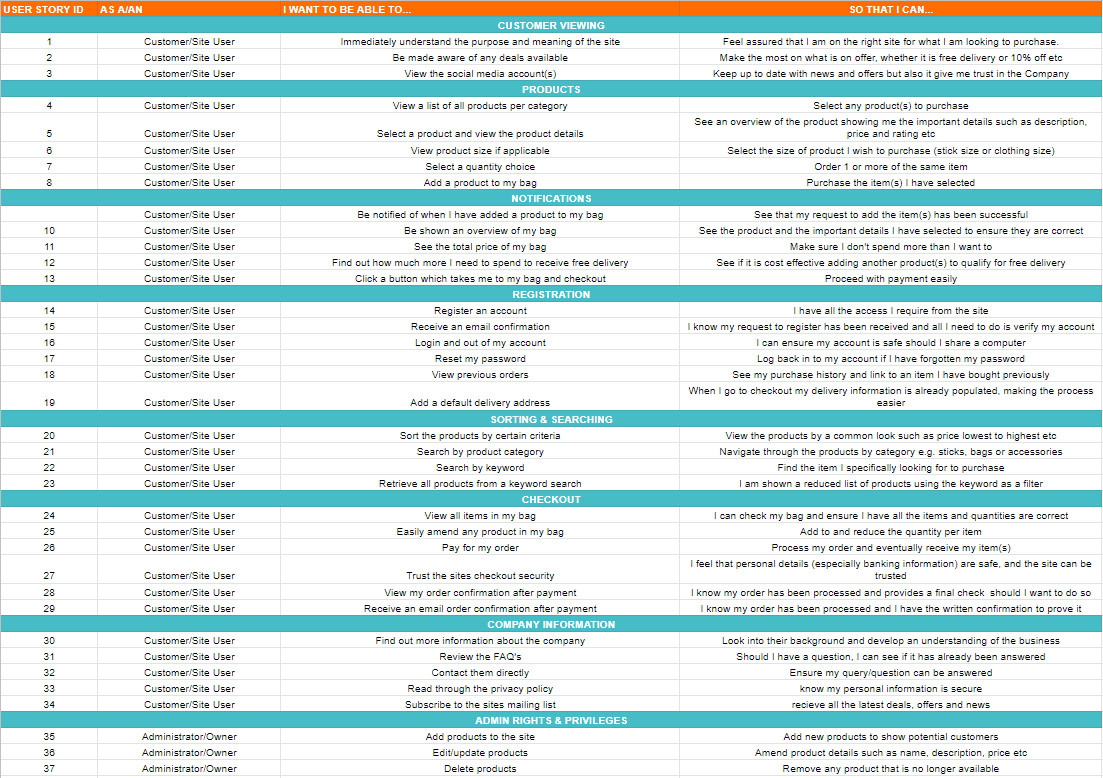 USER STORY ID AS A/AN I WANT TO BE ABLE TO... SO THAT I CAN...
CUSTOMER VIEWING
1 Customer/Site User Immediately understand the purpose and meaning of the site Feel assured that I am on the right site for what I am looking to purchase.
2 Customer/Site User Be made aware of any deals available Make the most on what is on offer, whether it is free delivery or 10% off etc
3 Customer/Site User View the social media account(s) Keep up to date with news and offers but also it give me trust in the Company
PRODUCTS
4 Customer/Site User View a list of all products per category Select any product(s) to purchase
See an overview of the product showing me the important details such as description,
5 Customer/Site User Select a product and view the product details price and rating etc
6 Customer/Site User View product size if applicable Select the size of product I wish to purchase (stick size or clothing size)
7 Customer/Site User Select a quantity choice Order 1 or more of the same item
8 Customer/Site User Add a product to my bag Purchase the item(s) I have selected
NOTIFICATIONS
Customer/Site User Be notified of when I have added a product to my bag See that my request to add the item(s) has been successful
10 Customer/Site User Be shown an overview of my bag See the product and the important details I have selected to ensure they are correct
11 Customer/Site User See the total price of my bag Make sure I don't spend more than I want to
12 Customer/Site User Find out how much more I need to spend to receive free delivery See if it is cost effective adding another product(s) to qualify for free delivery
13 Customer/Site User Click a button which takes me to my bag and checkout Proceed with payment easily
REGISTRATION
14 Customer/Site User Register an account I have all the access I require from the site
15 Customer/Site User Receive an email confirmation I know my request to register has been received and all I need to do is verify my account
16 Customer/Site User Login and out of my account I can ensure my account is safe should I share a computer
17 Customer/Site User Reset my password Log back in to my account if I have forgotten my password
18 Customer/Site User View previous orders See my purchase history and link to an item I have bought previously
When I go to checkout my delivery information is already populated, making the process
19 Customer/Site User Add a default delivery address easier
SORTING & SEARCHING
20 Customer/Site User Sort the products by certain criteria View the products by a common look such as price lowest to highest etc
21 Customer/Site User Search by product category Navigate through the products by category e.g. sticks, bags or accessories
22 Customer/Site User Search by keyword Find the item I specifically looking for to purchase
23 Customer/Site User Retrieve all products from a keyword search I am shown a reduced list of products using the keyword as a filter
CHECKOUT
24 Customer/Site User View all items in my bag I can check my bag and ensure I have all the items and quantities are correct
25 Customer/Site User Easily amend any product in my bag Add to and reduce the quantity per item
26 Customer/Site User Pay for my order Process my order and eventually receive my item(s)
I feel that personal details (especially banking information) are safe, and the site can be
27 Customer/Site User Trust the sites checkout security trusted
28 Customer/Site User View my order confirmation after payment I know my order has been processed and provides a final check should I want to do so
29 Customer/Site User Receive an email order confirmation after payment I know my order has been processed and I have the written confirmation to prove it
COMPANY INFORMATION
30 Customer/Site User Find out more information about the company Look into their background and develop an understanding of the business
31 Customer/Site User Review the FAQ's Should I have a question, I can see if it has already been answered
32 Customer/Site User Contact them directly Ensure my query/question can be answered
33 Customer/Site User Read through the privacy policy know my personal information is secure
34 Customer/Site User Subscribe to the sites mailing list recieve all the latest deals, offers and news
ADMIN RIGHTS & PRIVILEGES
35 Administrator/Owner Add products to the site Add new products to show potential customers
36 Administrator/Owner Edit/update products Amend product details such as name, description, price etc
37 Administrator/Owner Delete products Remove any product that is no longer available